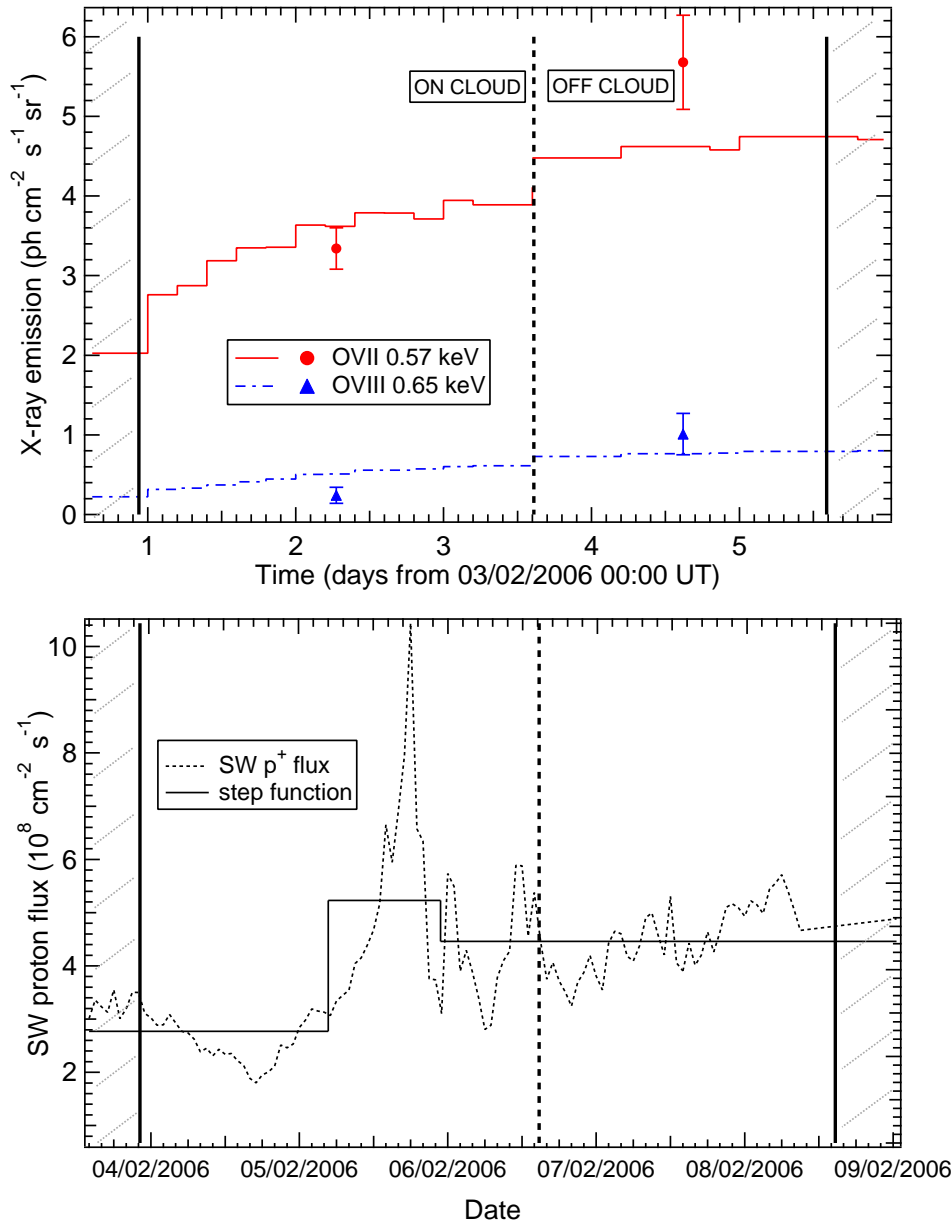 6
5
4
3
2
1
0
X-ray emission (ph cm⁻² s⁻¹ sr⁻¹)
ON CLOUD
OFF CLOUD
OVII 0.57 keV
OVIII 0.65 keV
1
2
3
4
5
Time (days from 03/02/2006 00:00 UT)
10
8
6
4
2
SW proton flux (10⁸ cm⁻² s⁻¹)
SW p⁺ flux
step function
04/02/2006
05/02/2006
06/02/2006
07/02/2006
08/02/2006
09/02/2006
Date